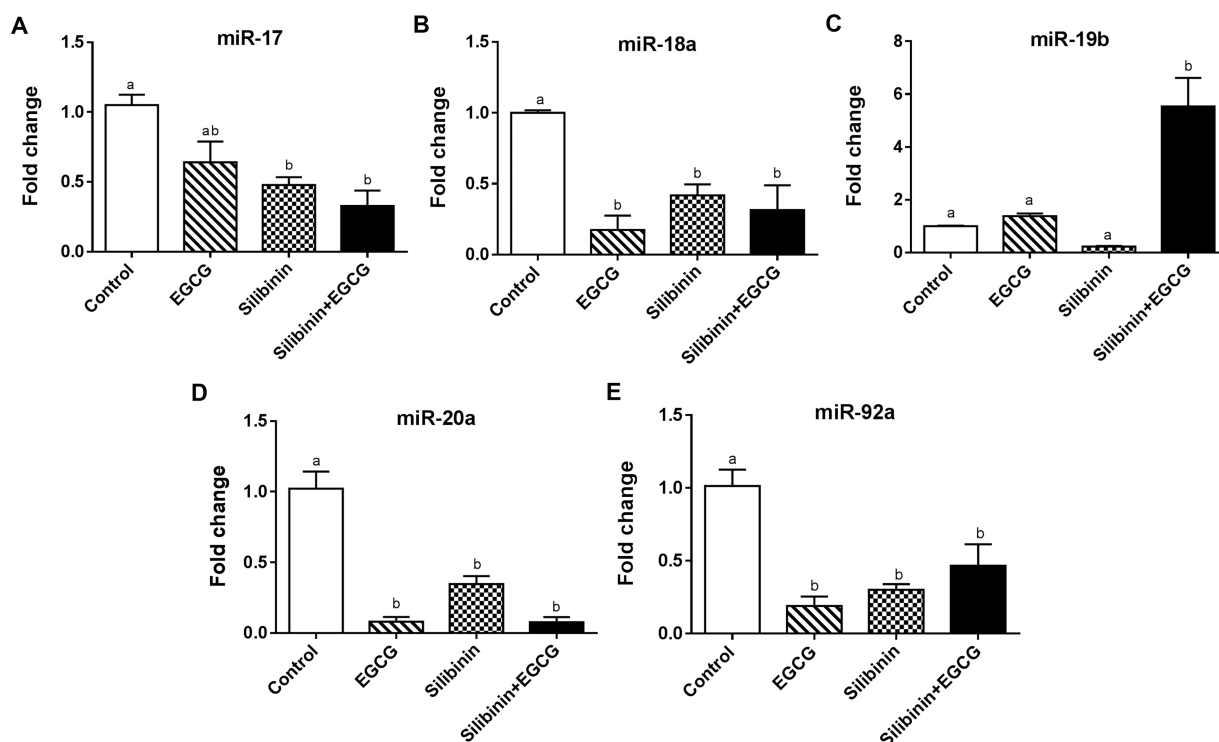 A
miR-17
Fold change
1.5
1.0
0.5
0.0
a
ab
b
b
Control
EGCG
Silibinin
Silibinin+EGCG
B
miR-18a
Fold change
1.5
1.0
0.5
0.0
a
b
b
b
Control
EGCG
Silibinin
Silibinin+EGCG
C
miR-19b
Fold change
8
6
4
2
0
a
a
a
b
Control
EGCG
Silibinin
Silibinin+EGCG
D
miR-20a
Fold change
1.5
1.0
0.5
0.0
a
b
b
b
Control
EGCG
Silibinin
Silibinin+EGCG
E
miR-92a
Fold change
1.5
1.0
0.5
0.0
a
b
b
b
Control
EGCG
Silibinin
Silibinin+EGCG